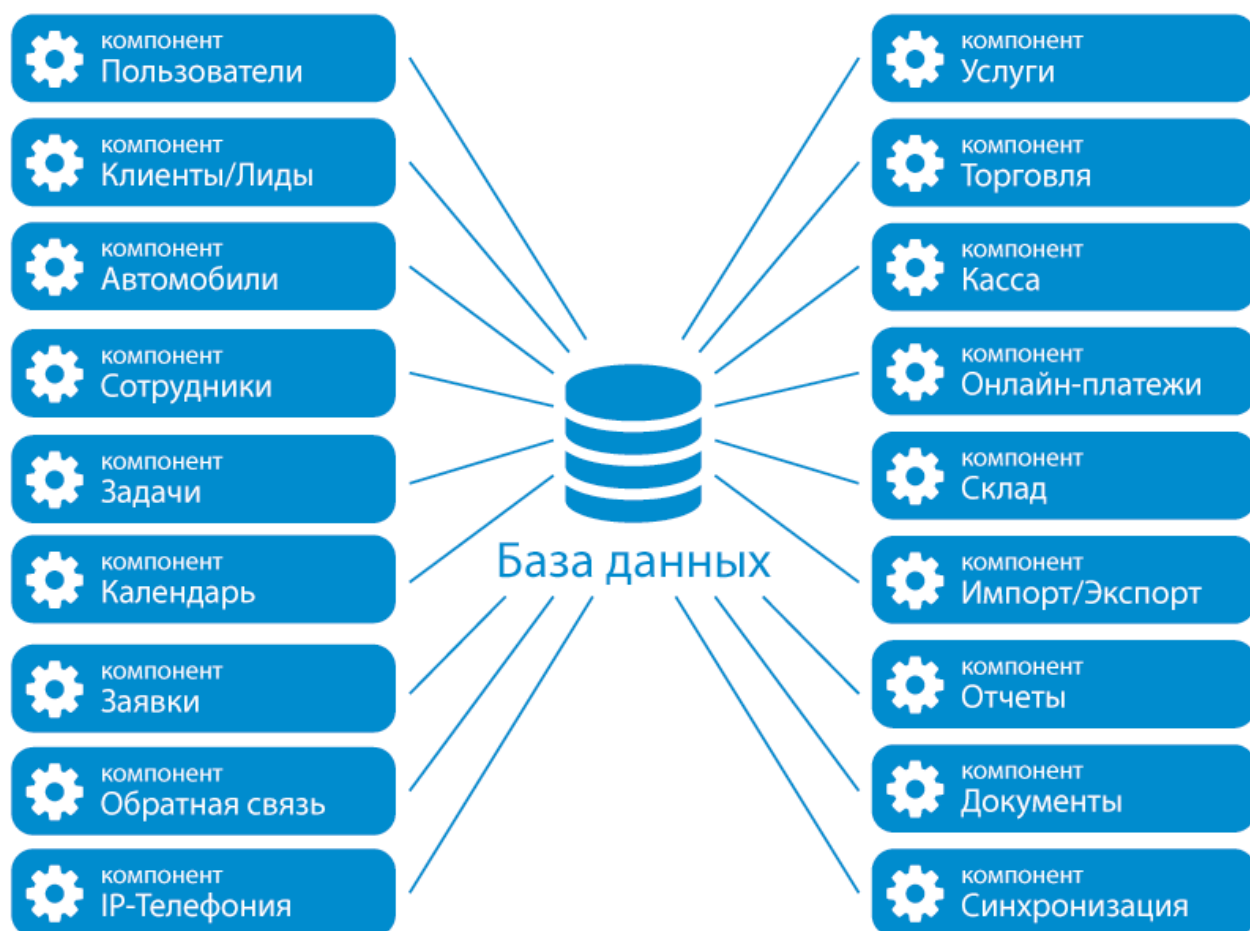 компонент
Пользователи
компонент
Клиенты/Лиды
компонент
Автомобили
компонент
Сотрудники
компонент
Задачи
компонент
Календарь
компонент
Заявки
компонент
Обратная связь
компонент
IP-Телефония
База данных
компонент
Услуги
компонент
Торговля
компонент
Касса
компонент
Онлайн-платежи
компонент
Склад
компонент
Импорт/Экспорт
компонент
Отчеты
компонент
Документы
компонент
Синхронизация